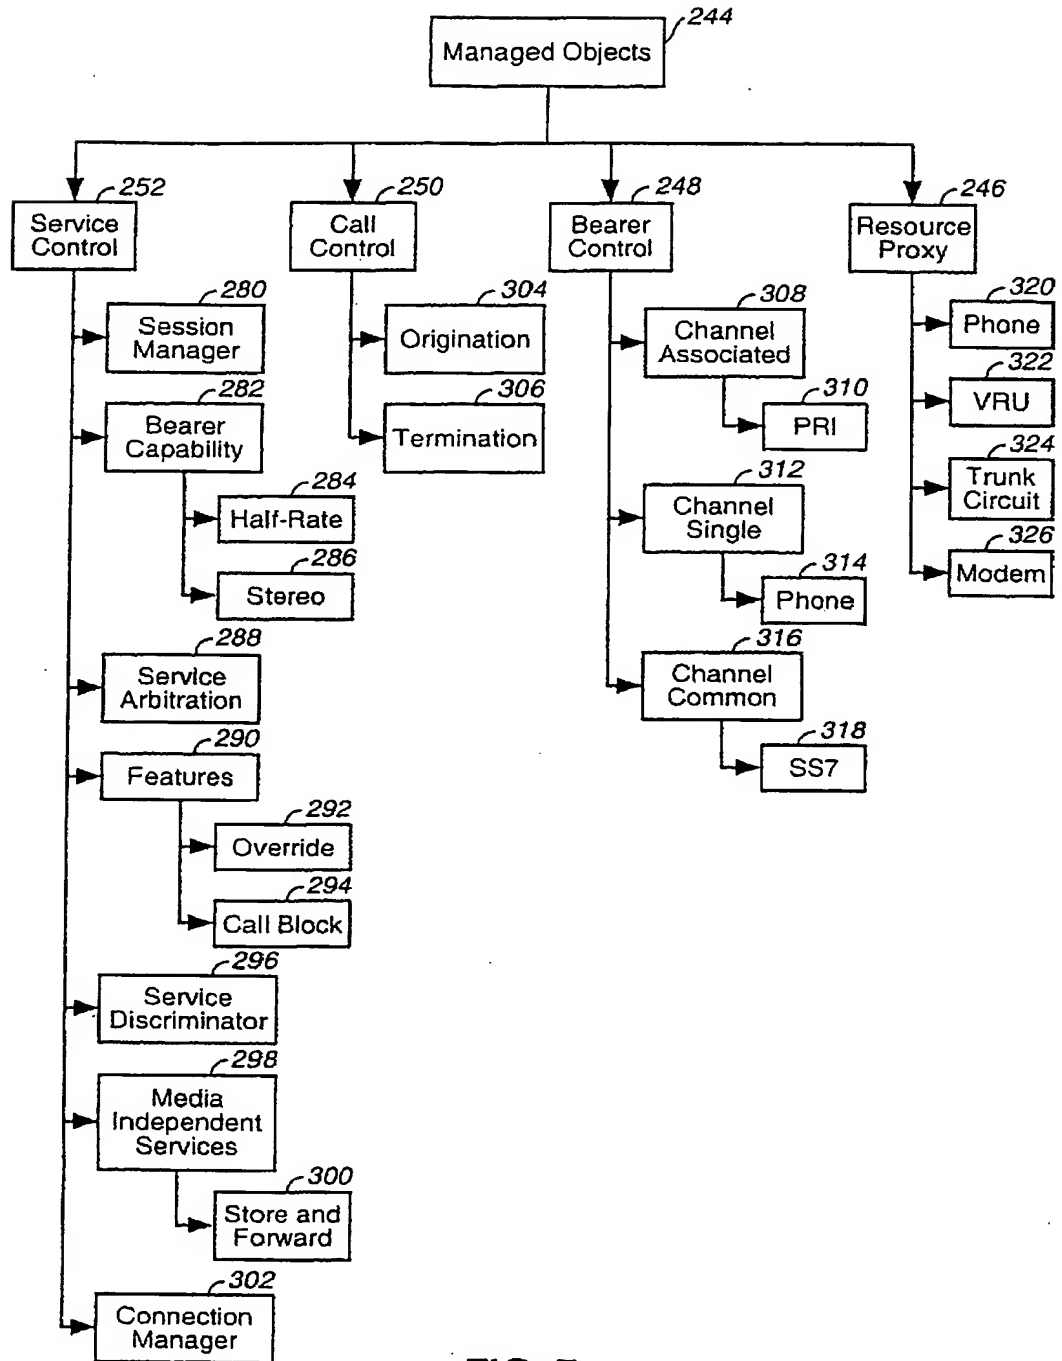 244
Managed Objects
252
Service
Control
250
Call
Control
248
Bearer
Control
246
Resource
Proxy
280
Session
Manager
282
Bearer
Capability
284
Half-Rate
286
Stereo
288
Service
Arbitration
290
Features
292
Override
294
Call Block
296
Service
Discriminator
298
Media
Independent
Services
300
Store and
Forward
302
Connection
Manager
304
Origination
306
Termination
308
Channel
Associated
310
PRI
312
Channel
Single
314
Phone
316
Channel
Common
318
SS7
320
Phone
322
VRU
324
Trunk
Circuit
326
Modem